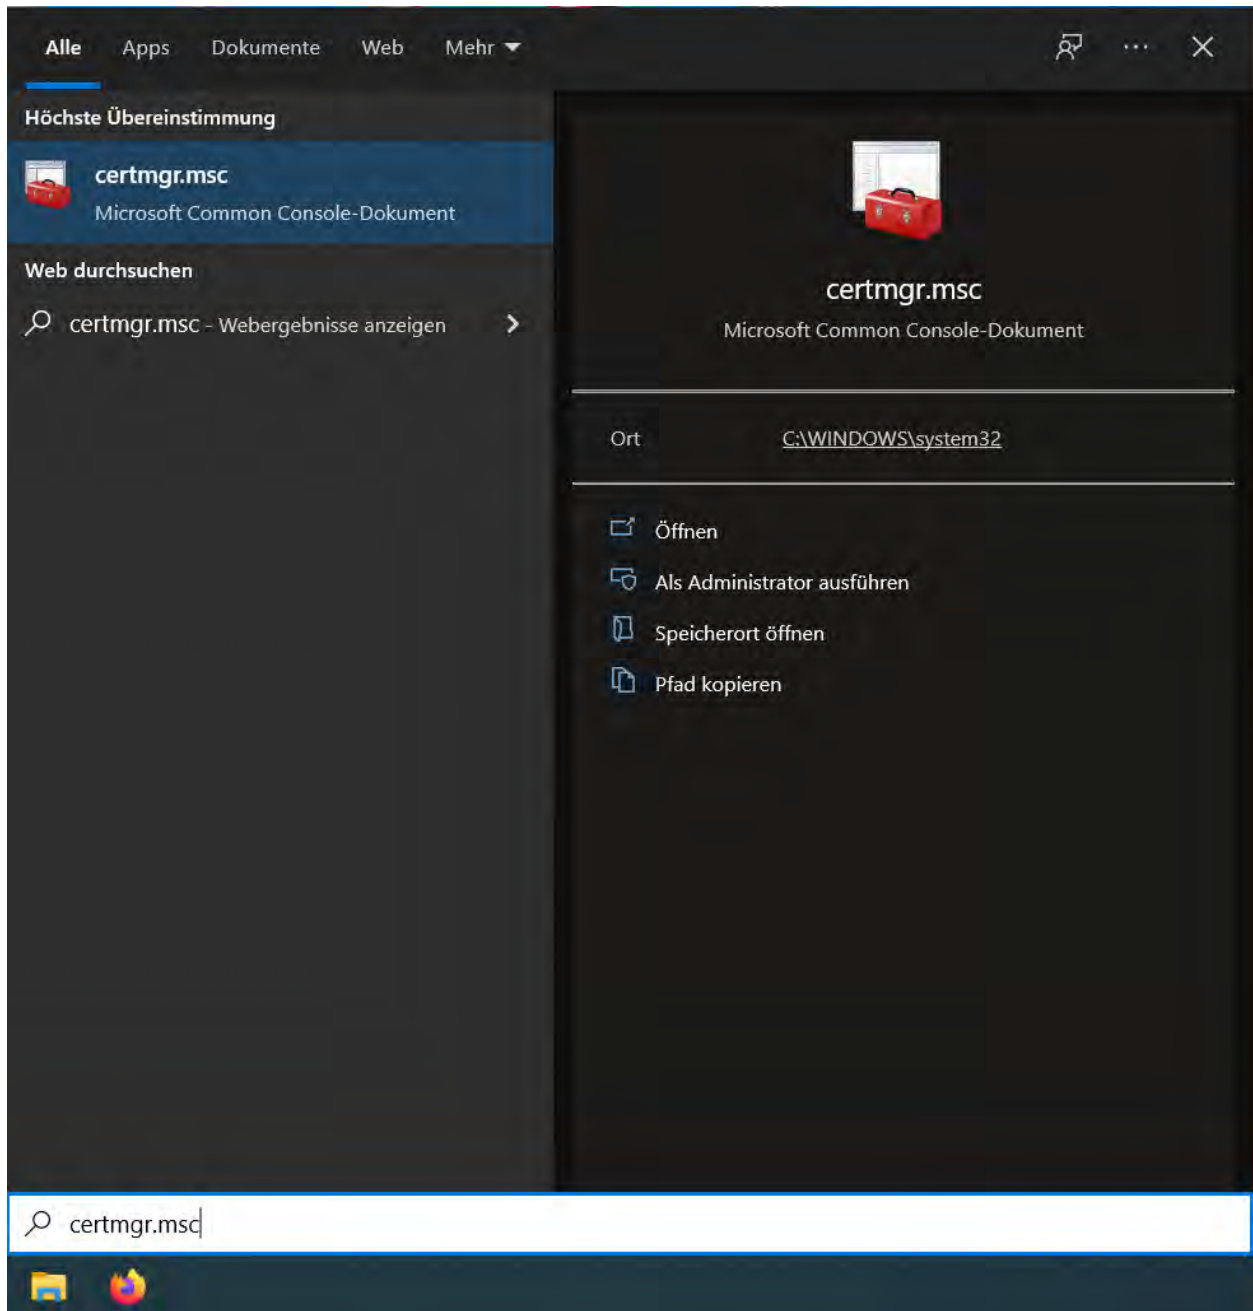 Alle Apps Dokumente Web Mehr
Höchste Übereinstimmung
certmgr.msc
Microsoft Common Console-Dokument
Web durchsuchen
certmgr.msc - Webergebnisse anzeigen
certmgr.msc
Microsoft Common Console-Dokument
Ort C:\WINDOWS\system32
Öffnen
Als Administrator ausführen
Speicherort öffnen
Pfad kopieren
certmgr.msc